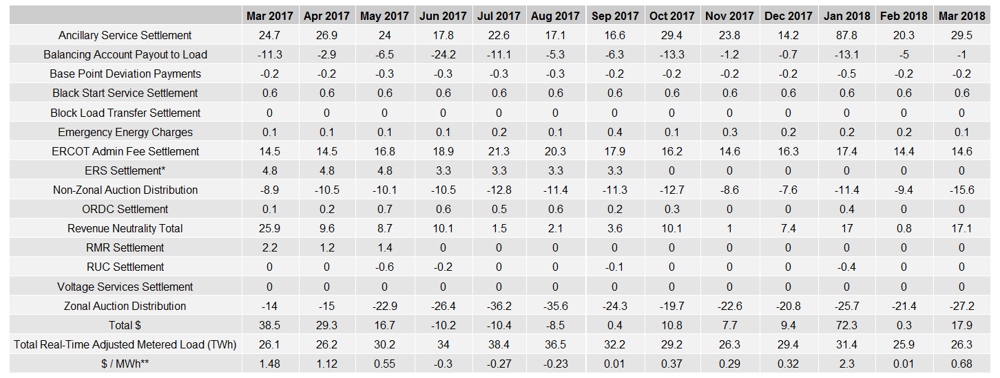 Mar 2017 Apr 2017 May 2017 Jun 2017 Jul 2017 Aug 2017 Sep 2017 Oct 2017 Nov 2017 Dec 2017 Jan 2018 Feb 2018 Mar 2018
Ancillary Service Settlement 24.7 26.9 24 17.8 22.6 17.1 16.6 29.4 23.8 14.2 87.8 20.3 29.5
Balancing Account Payout to Load -11.3 -2.9 -6.5 -24.2 -11.1 -5.3 -6.3 -13.3 -1.2 -0.7 -13.1 -5 -1
Base Point Deviation Payments -0.2 -0.2 -0.3 -0.3 -0.3 -0.3 -0.2 -0.2 -0.2 -0.2 -0.5 -0.2 -0.2
Black Start Service Settlement 0.6 0.6 0.6 0.6 0.6 0.6 0.6 0.6 0.6 0.6 0.6 0.6 0.6
Block Load Transfer Settlement 0 0 0 0 0 0 0 0 0 0 0 0 0
Emergency Energy Charges 0.1 0.1 0.1 0.1 0.2 0.1 0.4 0.1 0.3 0.2 0.2 0.2 0.1
ERCOT Admin Fee Settlement 14.5 14.5 16.8 18.9 21.3 20.3 17.9 16.2 14.6 16.3 17.4 14.4 14.6
ERS Settlement* 4.8 4.8 4.8 3.3 3.3 3.3 3.3 0 0 0 0 0 0
Non-Zonal Auction Distribution -8.9 -10.5 -10.1 -10.5 -12.8 -11.4 -11.3 -12.7 -8.6 -7.6 -11.4 -9.4 -15.6
ORDC Settlement 0.1 0.2 0.7 0.6 0.5 0.6 0.2 0.3 0 0 0.4 0 0
Revenue Neutrality Total 25.9 9.6 8.7 10.1 1.5 2.1 3.6 10.1 1 7.4 17 0.8 17.1
RMR Settlement 2.2 1.2 1.4 0 0 0 0 0 0 0 0 0 0
RUC Settlement 0 0 -0.6 -0.2 0 0 -0.1 0 0 0 -0.4 0 0
Voltage Services Settlement 0 0 0 0 0 0 0 0 0 0 0 0 0
Zonal Auction Distribution -14 -15 -22.9 -26.4 -36.2 -35.6 -24.3 -19.7 -22.6 -20.8 -25.7 -21.4 -27.2
Total $ 38.5 29.3 16.7 -10.2 -10.4 -8.5 0.4 10.8 7.7 9.4 72.3 0.3 17.9
Total Real-Time Adjusted Metered Load (TWh) 26.1 26.2 30.2 34 38.4 36.5 32.2 29.2 26.3 29.4 31.4 25.9 26.3
$ / MWh** 1.48 1.12 0.55 -0.3 -0.27 -0.23 0.01 0.37 0.29 0.32 2.3 0.01 0.68